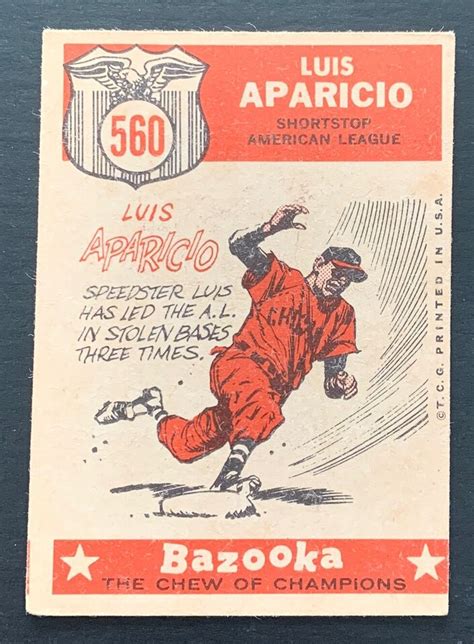 560
LUIS
APARICIO
SHORTSTOP
AMERICAN LEAGUE
LUIS
APARICIO
SPEEDSTER LUIS
HAS LED THE A.L.
IN STOLEN BASES
THREE TIMES.
©T.C.G. PRINTED IN U.S.A.
Bazooka
THE CHEW OF CHAMPIONS